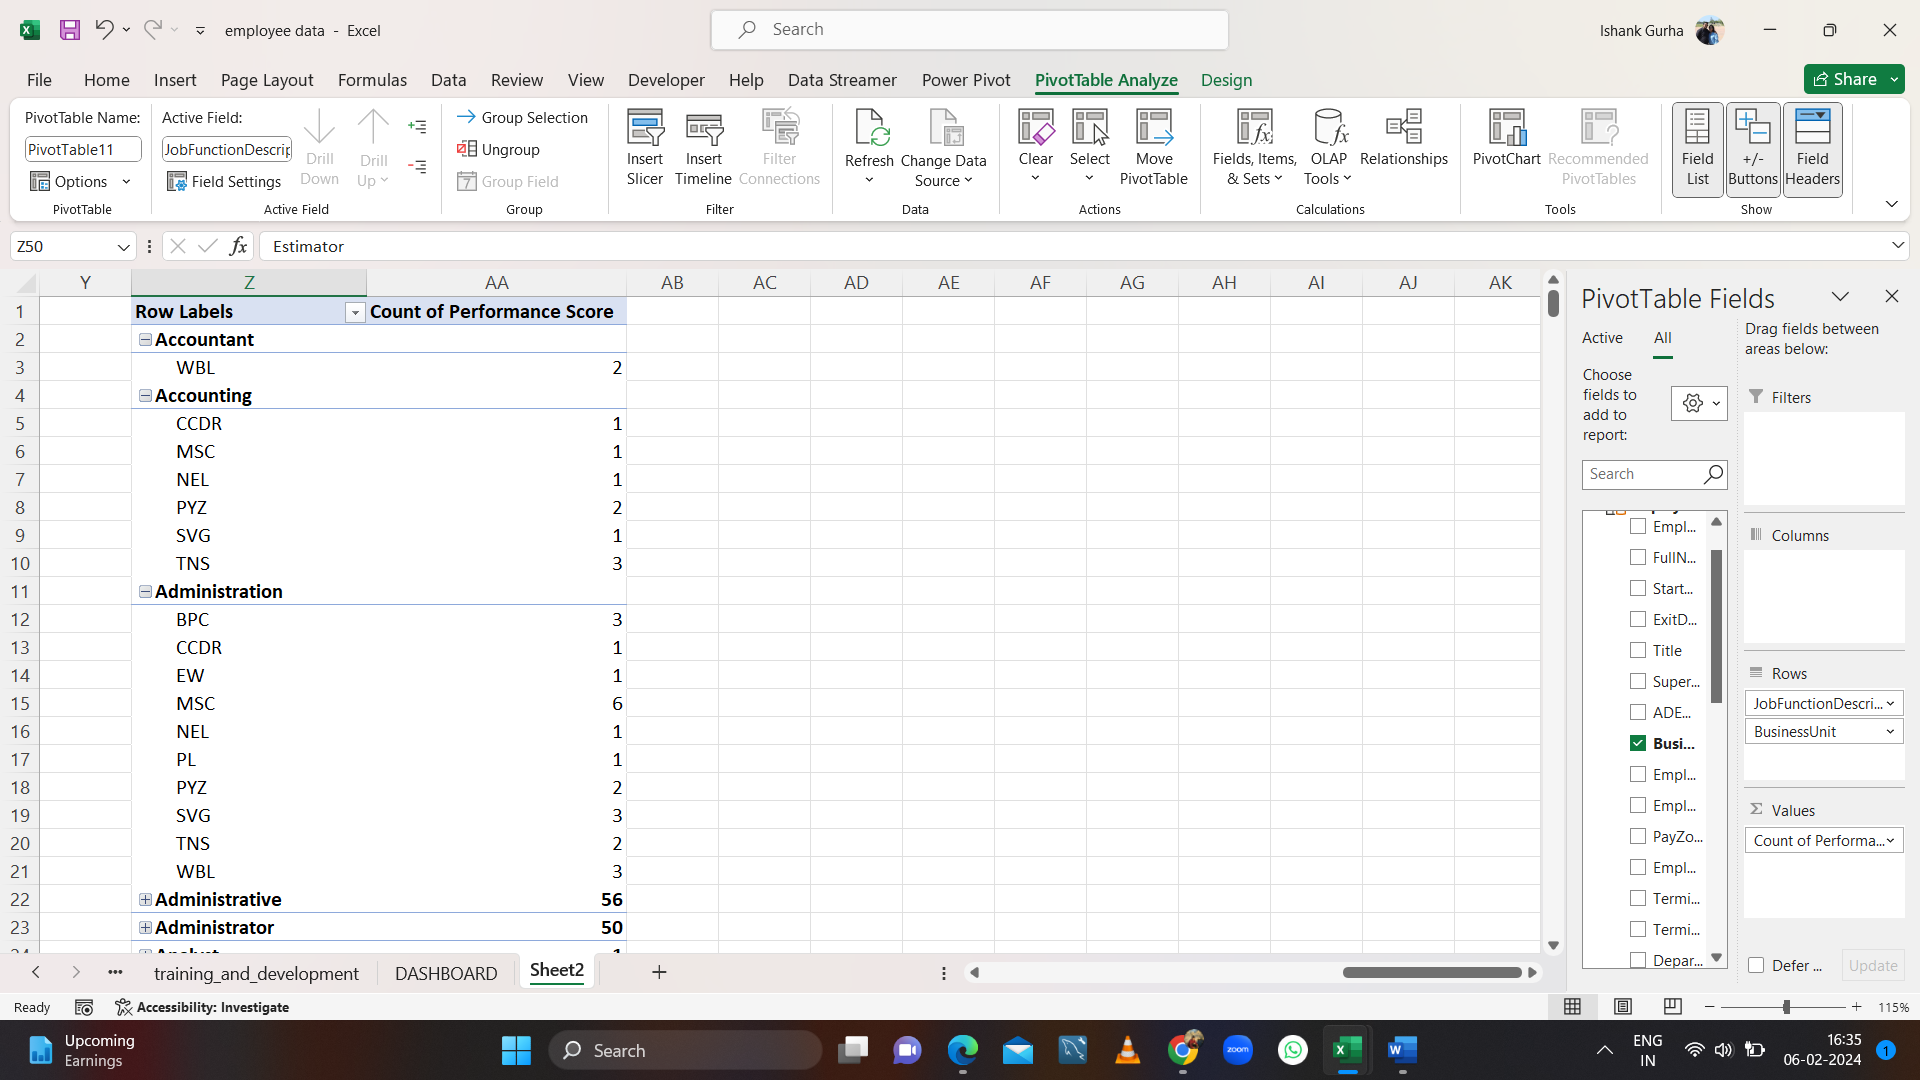 employee data - Excel
Search
Ishank Gurha
File Home Insert Page Layout Formulas Data Review View Developer Help Data Streamer Power Pivot PivotTable Analyze Design
Share
PivotTable Name:
PivotTable11
Options
PivotTable
Active Field:
JobFunctionDescrip
Field Settings
Drill Down
Drill Up
Active Field
Group Selection
Ungroup
Group Field
Group
Insert Slicer
Insert Timeline
Filter Connections
Filter
Refresh
Change Data Source
Data
Clear
Select
Move PivotTable
Actions
Fields, Items, & Sets
OLAP Tools
Relationships
Calculations
PivotChart
Recommended PivotTables
Tools
Field List
+/- Buttons
Field Headers
Show
Z50
fx
Estimator
Y Z AA AB AC AD AE AF AG AH AI AJ AK
1 Row Labels Count of Performance Score
2 Accountant
3 WBL 2
4 Accounting
5 CCDR 1
6 MSC 1
7 NEL 1
8 PYZ 2
9 SVG 1
10 TNS 3
11 Administration
12 BPC 3
13 CCDR 1
14 EW 1
15 MSC 6
16 NEL 1
17 PL 1
18 PYZ 2
19 SVG 3
20 TNS 2
21 WBL 3
22 Administrative 56
23 Administrator 50
PivotTable Fields
Active All
Choose fields to add to report:
Search
Empl...
FullN...
Start...
ExitD...
Title
Super...
ADE...
Busi...
Empl...
Empl...
PayZo...
Empl...
Termi...
Termi...
Depar...
Drag fields between areas below:
Filters
Columns
Rows
JobFunctionDescri...
BusinessUnit
Values
Count of Performa...
Defer ...
Update
training_and_development DASHBOARD Sheet2
Ready
Accessibility: Investigate
115%
Upcoming
Earnings
Search
zoom
ENG
IN
16:35
06-02-2024
1